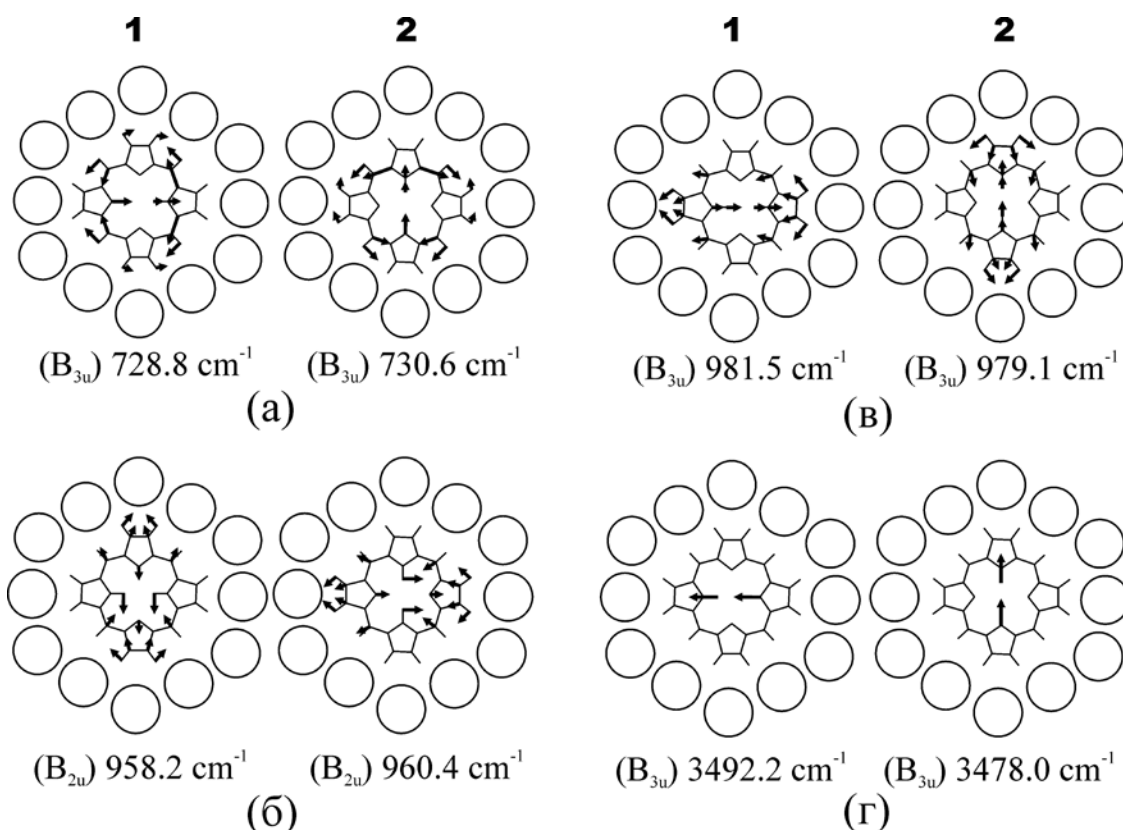 1 2 1 2
(B3u) 728.8 cm-1 (B3u) 730.6 cm-1 (B3u) 981.5 cm-1 (B3u) 979.1 cm-1
(а) (в)
(B2u) 958.2 cm-1 (B2u) 960.4 cm-1 (B3u) 3492.2 cm-1 (B3u) 3478.0 cm-1
(б) (г)